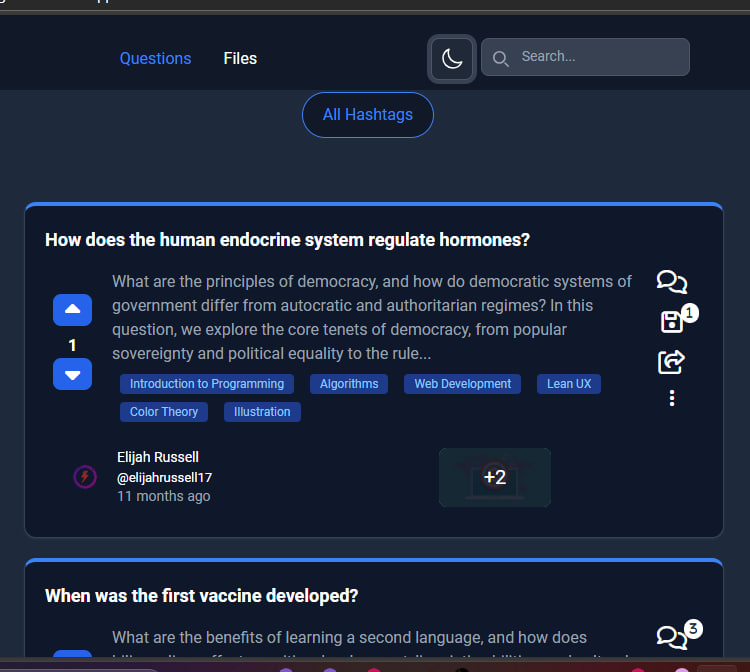 Questions
Files
Search...
All Hashtags
How does the human endocrine system regulate hormones?
What are the principles of democracy, and how do democratic systems of
government differ from autocratic and authoritarian regimes? In this
question, we explore the core tenets of democracy, from popular
sovereignty and political equality to the rule...
1
1
Introduction to Programming
Algorithms
Web Development
Lean UX
Color Theory
Illustration
Elijah Russell
@elijahrussell17
11 months ago
+2
When was the first vaccine developed?
What are the benefits of learning a second language, and how does
3